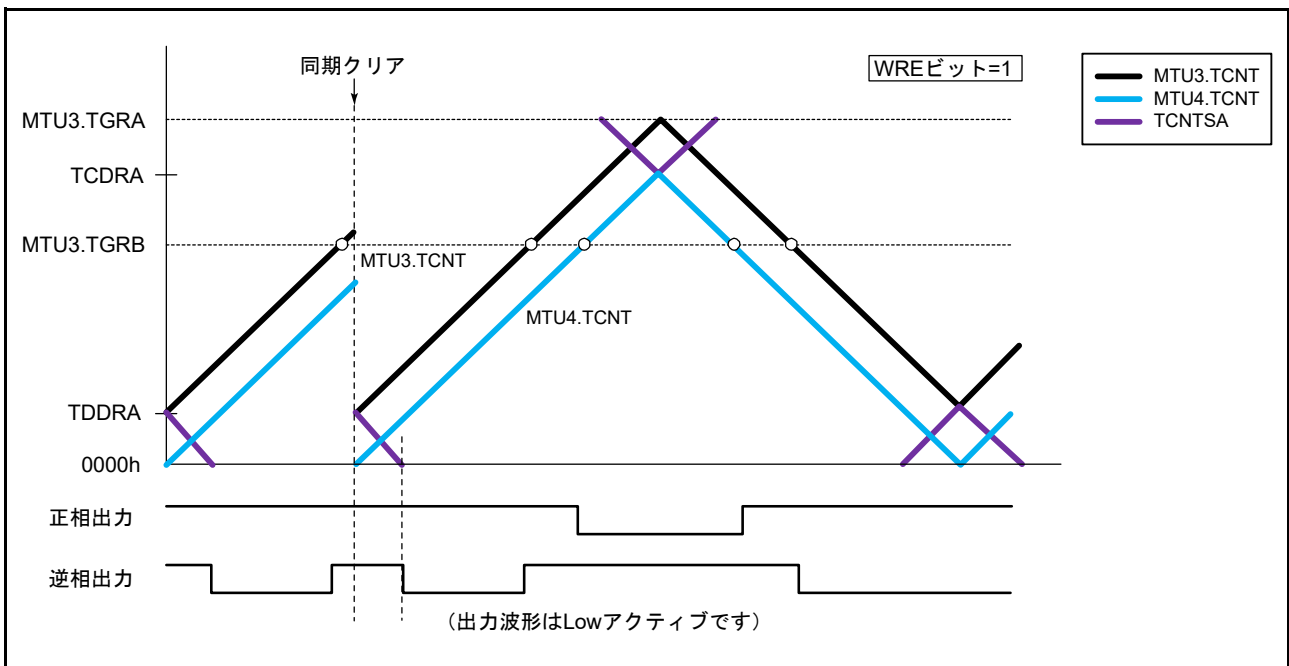 同期クリア
WREビット=1
MTU3.TCNT
MTU4.TCNT
TCNTSA
MTU3.TGRA
TCDRA
MTU3.TGRB
MTU3.TCNT
MTU4.TCNT
TDDRA
0000h
正相出力
逆相出力
（出力波形はLowアクティブです）